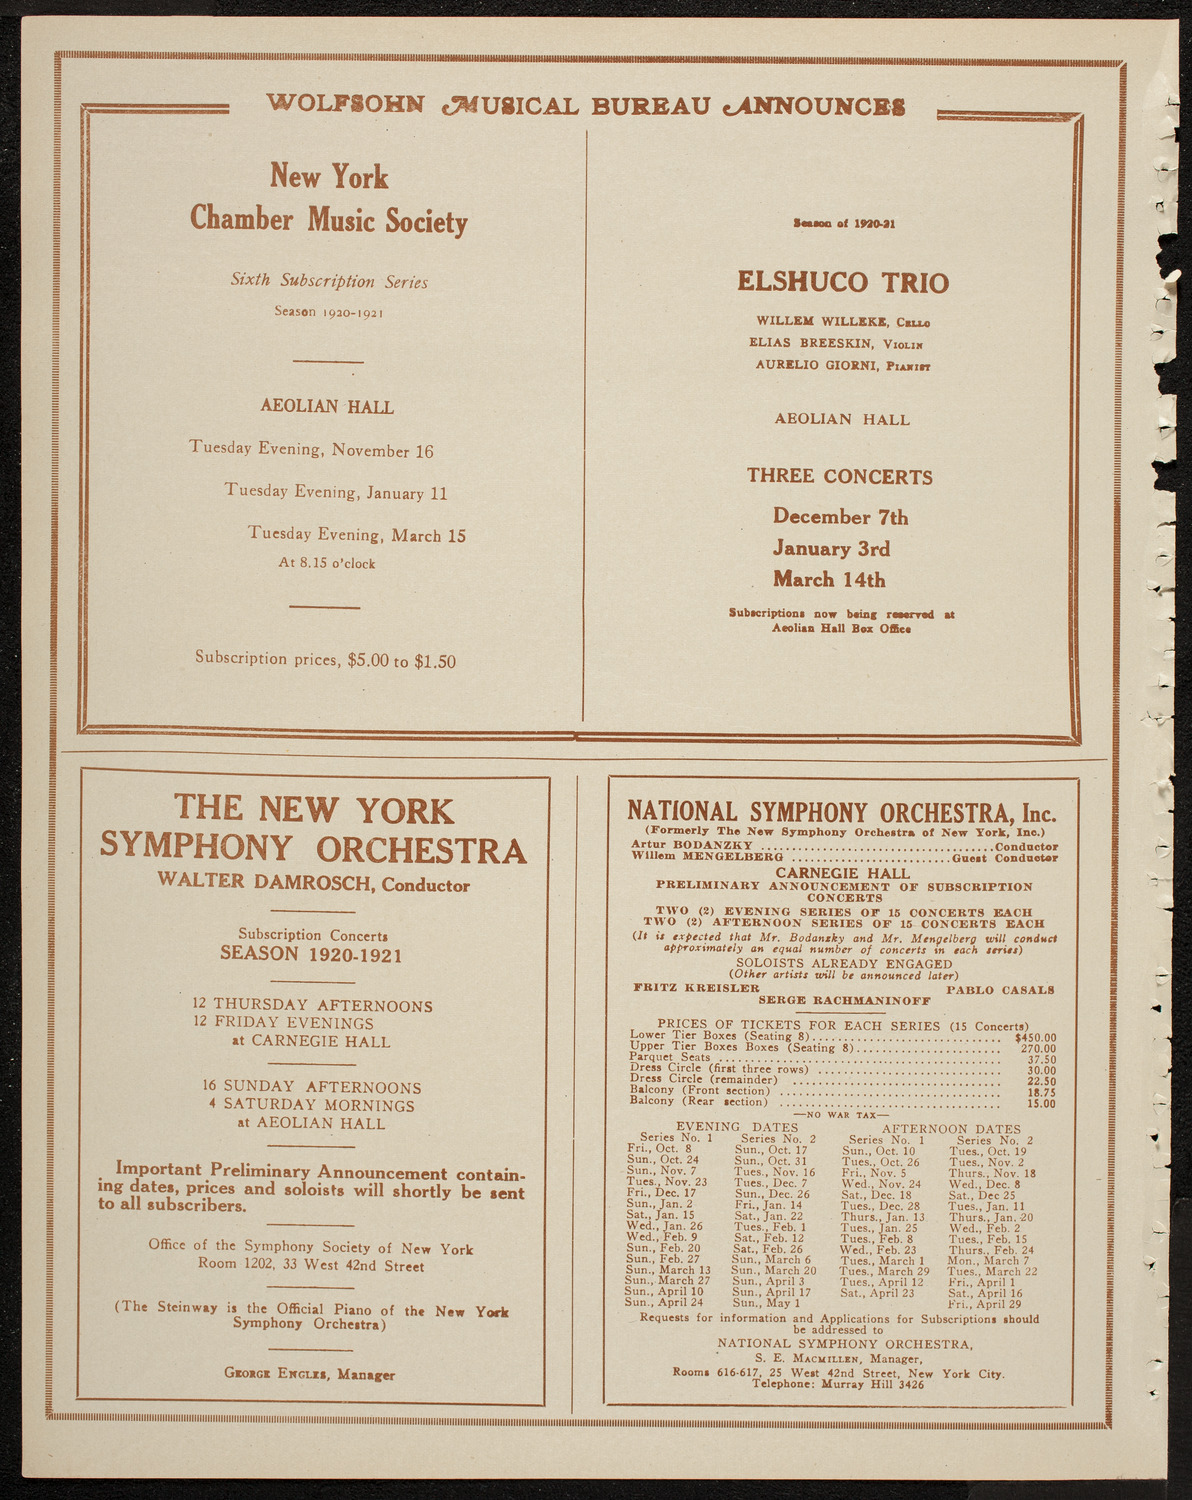 WOLFSOHN MUSICAL BUREAU ANNOUNCES
New York
Chamber Music Society
Sixth Subscription Series
Season 1920-1921
AEOLIAN HALL
Tuesday Evening, November 16
Tuesday Evening, January 11
Tuesday Evening, March 15
At 8.15 o'clock
Subscription prices, $5.00 to $1.50
Season of 1920-21
ELSHUCO TRIO
WILLEM WILLEKE, CELLO
ELIAS BREESKIN, VIOLIN
AURELIO GIORNI, PIANIST
AEOLIAN HALL
THREE CONCERTS
December 7th
January 3rd
March 14th
Subscriptions now being reserved at
Aeolian Hall Box Office
THE NEW YORK
SYMPHONY ORCHESTRA
WALTER DAMROSCH, Conductor
Subscription Concerts
SEASON 1920-1921
12 THURSDAY AFTERNOONS
12 FRIDAY EVENINGS
at CARNEGIE HALL
16 SUNDAY AFTERNOONS
4 SATURDAY MORNINGS
at AEOLIAN HALL
Important Preliminary Announcement contain-
ing dates, prices and soloists will shortly be sent
to all subscribers.
Office of the Symphony Society of New York
Room 1202, 33 West 42nd Street
(The Steinway is the Official Piano of the New York
Symphony Orchestra)
GEORGE ENGLES, Manager
NATIONAL SYMPHONY ORCHESTRA, Inc.
(Formerly The New Symphony Orchestra of New York, Inc.)
Artur BODANZKY ........................................Conductor
Willem MENGELBERG ...........................Guest Conductor
CARNEGIE HALL
PRELIMINARY ANNOUNCEMENT OF SUBSCRIPTION
CONCERTS
TWO (2) EVENING SERIES OF 15 CONCERTS EACH
TWO (2) AFTERNOON SERIES OF 15 CONCERTS EACH
(It is expected that Mr. Bodanzky and Mr. Mengelberg will conduct
approximately an equal number of concerts in each series)
SOLOISTS ALREADY ENGAGED
(Other artists will be announced later)
FRITZ KREISLER PABLO CASALS
SERGE RACHMANINOFF
PRICES OF TICKETS FOR EACH SERIES (15 Concerts)
Lower Tier Boxes (Seating 8)................................. $450.00
Upper Tier Boxes Boxes (Seating 8)......................... 270.00
Parquet Seats ................................................. 37.50
Dress Circle (first three rows) ................................ 30.00
Dress Circle (remainder) .................................... 22.50
Balcony (Front section) ...................................... 18.75
Balcony (Rear section) ...................................... 15.00
—NO WAR TAX—
EVENING DATES AFTERNOON DATES
Series No. 1 Series No. 2 Series No. 1 Series No. 2
Fri., Oct. 8 Sun., Oct. 17 Sun., Oct. 10 Tues., Oct. 19
Sun., Oct. 24 Sun., Oct. 31 Tues., Oct. 26 Tues., Nov. 2
Sun., Nov. 7 Tues., Nov. 16 Fri., Nov. 5 Thurs., Nov. 18
Tues., Nov. 23 Tues., Dec. 7 Wed., Nov. 24 Wed., Dec. 8
Fri., Dec. 17 Sun., Dec. 26 Sat., Dec. 18 Sat., Dec 25
Sun., Jan. 2 Fri., Jan. 14 Tues., Dec. 28 Tues., Jan. 11
Sat., Jan. 15 Sat., Jan. 22 Thurs., Jan. 13 Thurs., Jan. 20
Wed., Jan. 26 Tues., Feb. 1 Tues., Jan. 25 Wed., Feb. 2
Wed., Feb. 9 Sat., Feb. 12 Tues., Feb. 8 Tues., Feb. 15
Sun., Feb. 20 Sat., Feb. 26 Wed., Feb. 23 Thurs., Feb. 24
Sun., Feb. 27 Sun., March 6 Tues., March 1 Mon., March 7
Sun., March 13 Sun., March 20 Tues., March 29 Tues., March 22
Sun., March 27 Sun., April 3 Tues., April 12 Fri., April 1
Sun., April 10 Sun., April 17 Sat., April 23 Sat., April 16
Sun., April 24 Sun., May 1 Fri., April 29
Requests for information and Applications for Subscriptions should
be addressed to
NATIONAL SYMPHONY ORCHESTRA,
S. E. MACMILLEN, Manager,
Rooms 616-617, 25 West 42nd Street, New York City.
Telephone: Murray Hill 3426